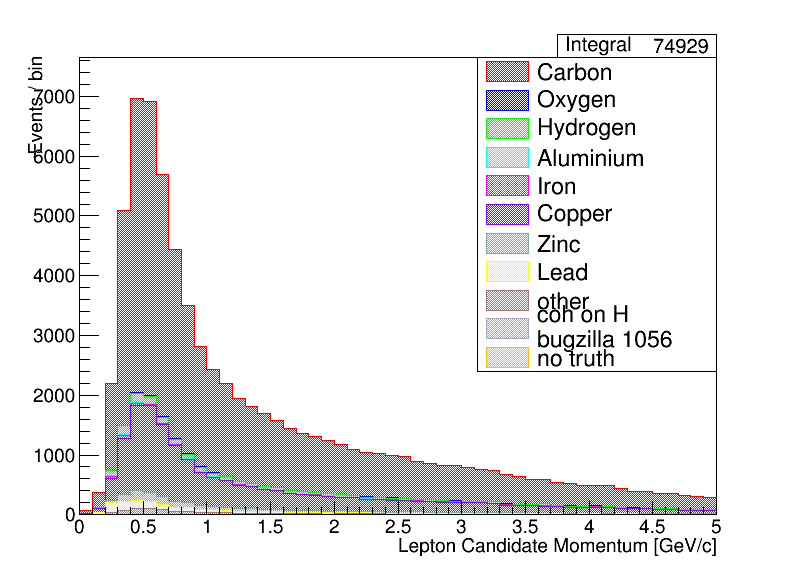 Integral 74929
Events / bin
Carbon
Oxygen
Hydrogen
Aluminium
Iron
Copper
Zinc
Lead
other
coh on H
bugzilla 1056
no truth
7000
6000
5000
4000
3000
2000
1000
0
0 0.5 1 1.5 2 2.5 3 3.5 4 4.5 5
Lepton Candidate Momentum [GeV/c]